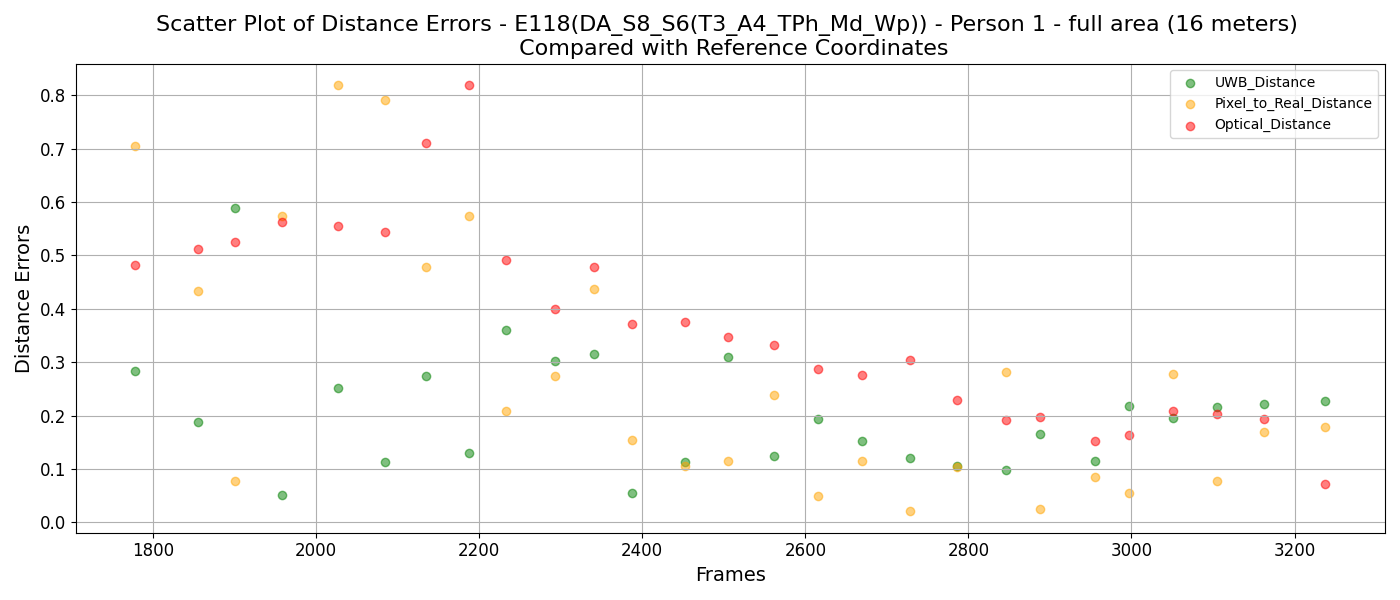 Scatter Plot of Distance Errors - E118(DA_S8_S6(T3_A4_TPh_Md_Wp)) - Person 1 - full area (16 meters)
Compared with Reference Coordinates
UWB_Distance
Pixel_to_Real_Distance
Optical_Distance
Distance Errors
0.8
0.7
0.6
0.5
0.4
0.3
0.2
0.1
0.0
1800 2000 2200 2400 2600 2800 3000 3200
Frames